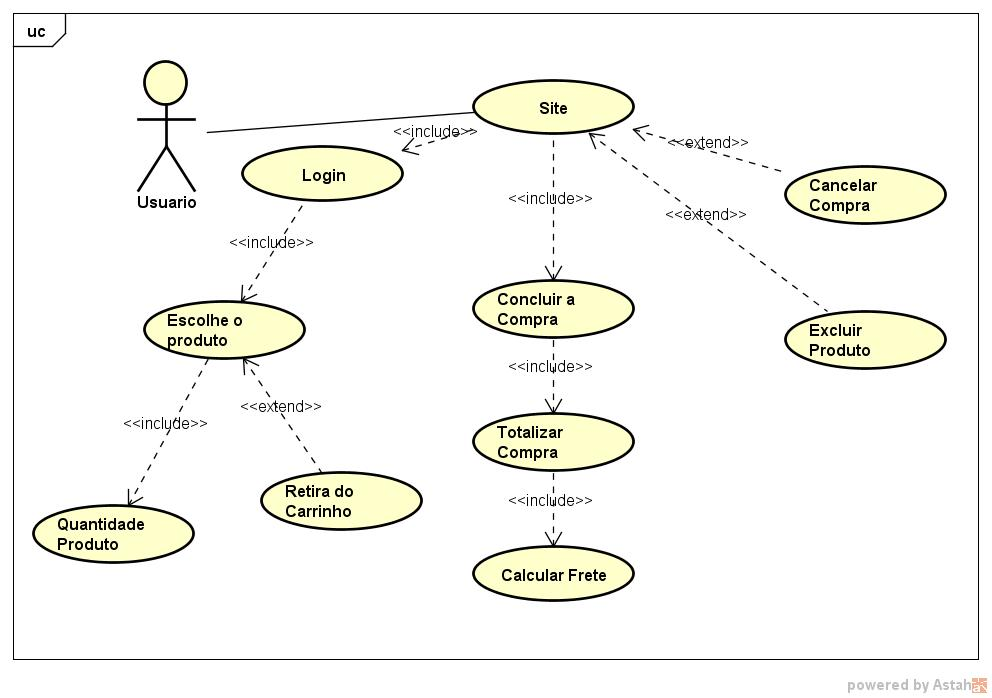 uc
Site
<<include>>
<<extend>>
Login
Cancelar
Compra
Usuario
<<include>>
<<extend>>
<<include>>
Concluir a
Compra
Escolhe o
produto
Excluir
Produto
<<include>>
<<extend>>
<<include>>
Totalizar
Compra
Retira do
Carrinho
<<include>>
Quantidade
Produto
Calcular Frete
powered by Astah